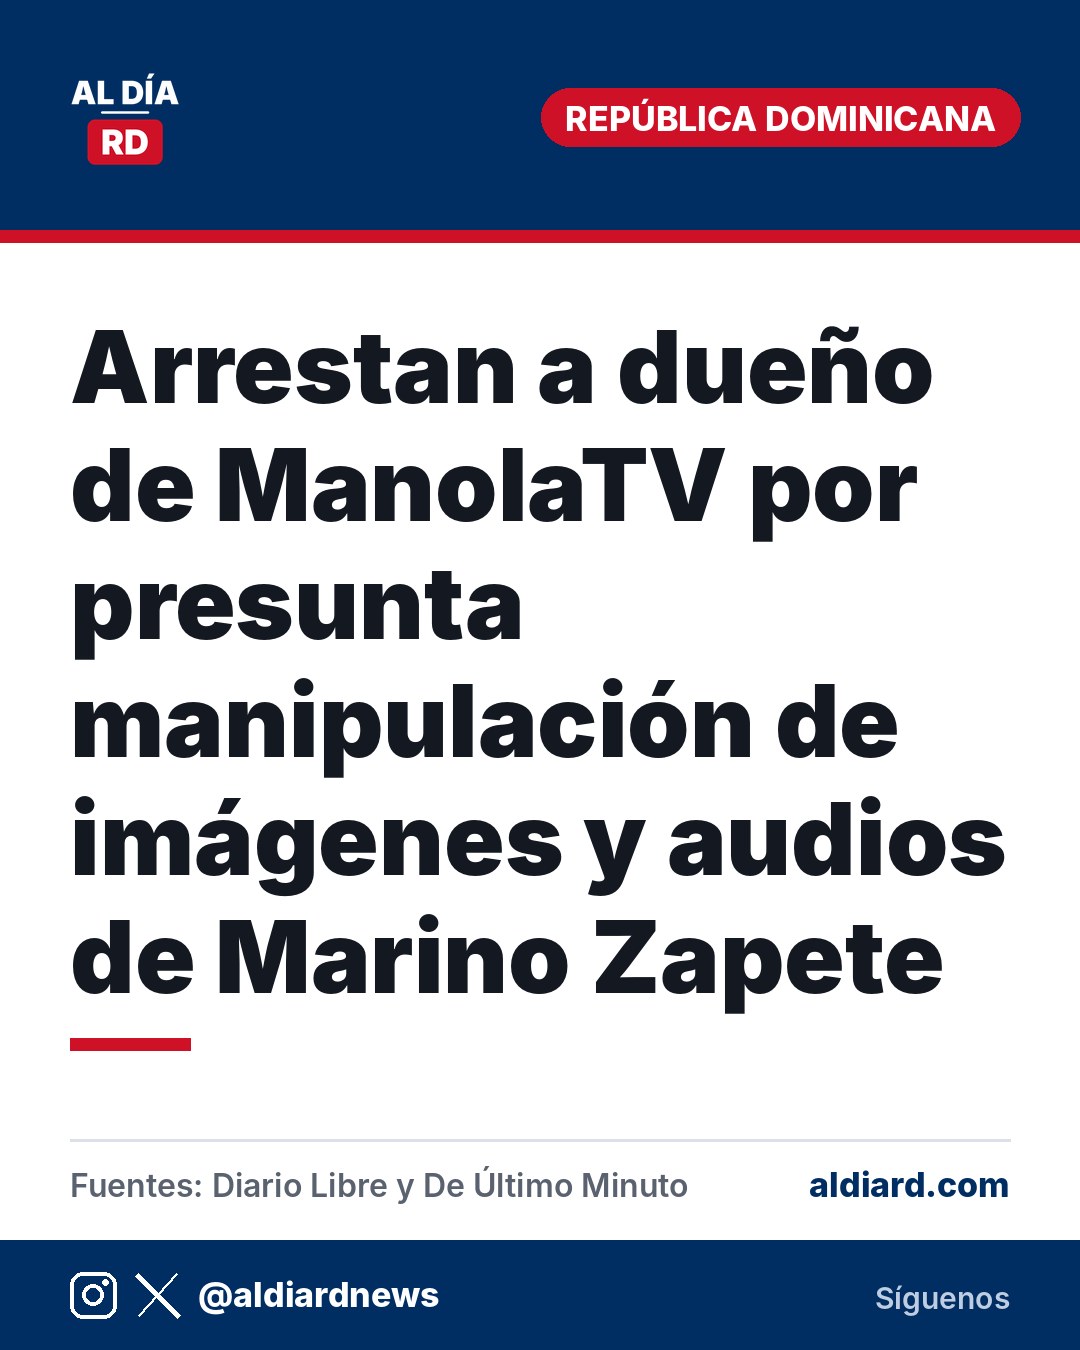 AL DÍA
RD
REPÚBLICA DOMINICANA
Arrestan a dueño
de ManolaTV por
presunta
manipulación de
imágenes y audios
de Marino Zapete
Fuentes: Diario Libre y De Último Minuto
aldiard.com
@aldiardnews
Síguenos